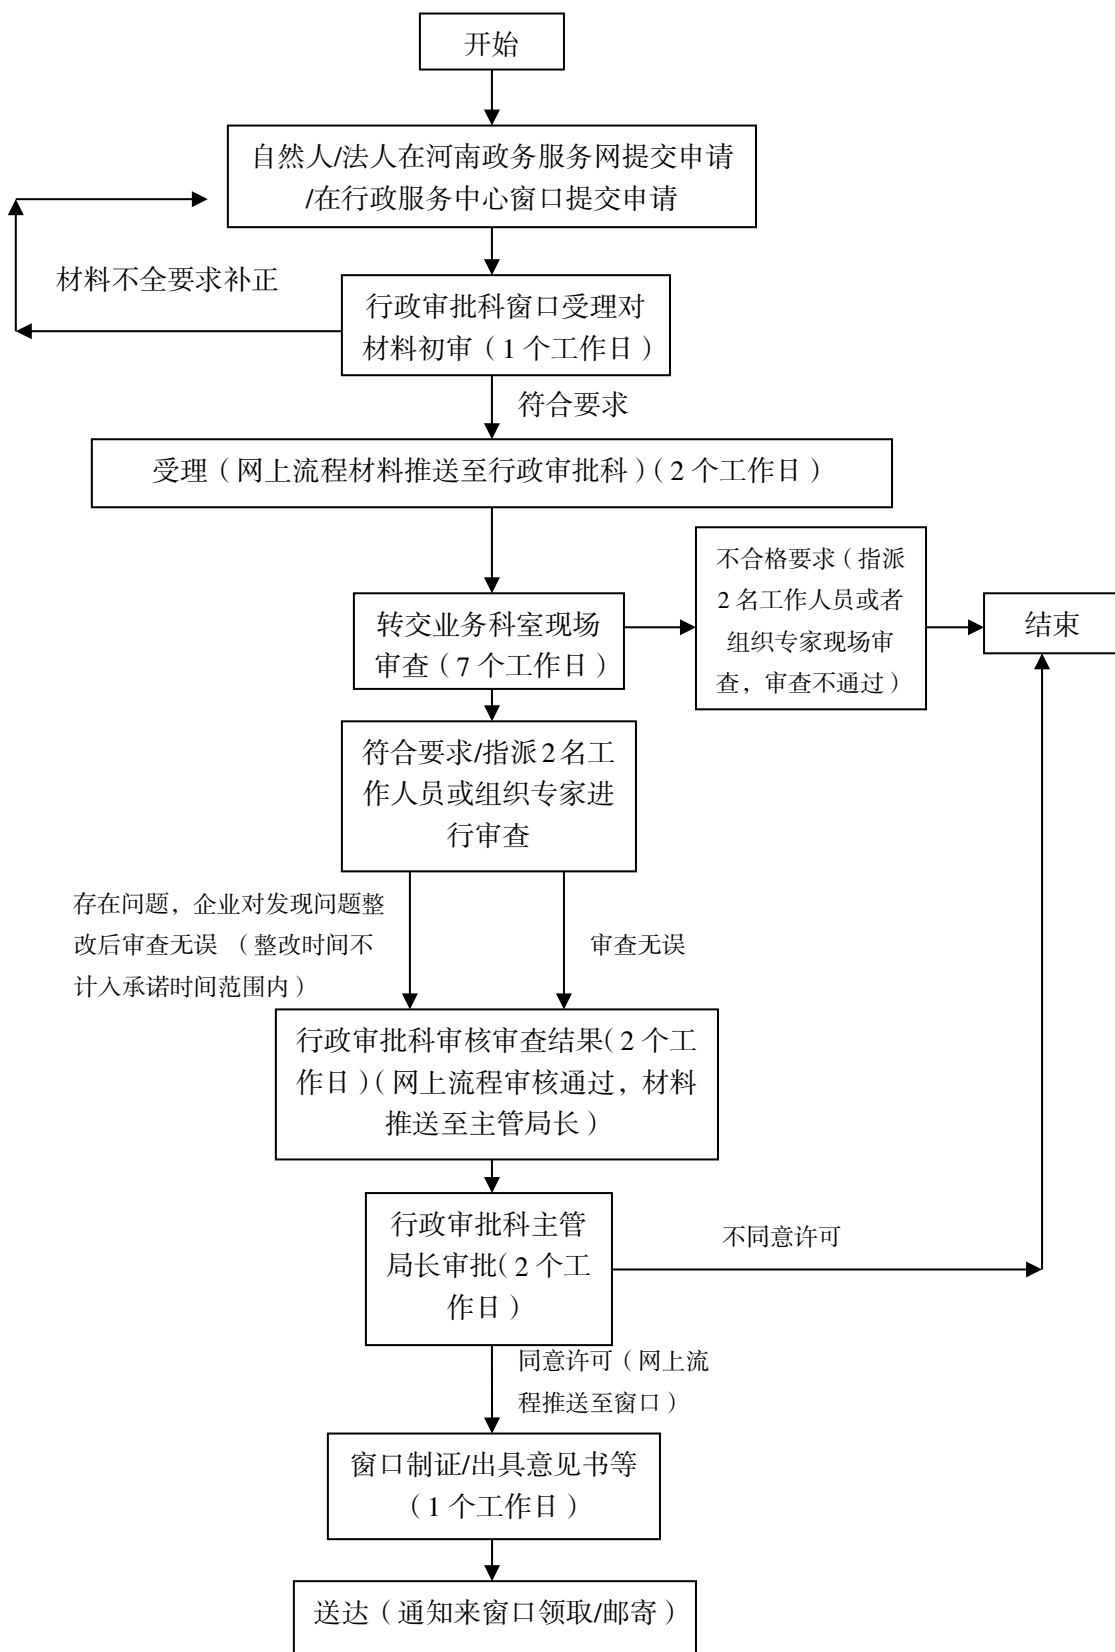 开始
自然人/法人在河南政务服务网提交申请
/在行政服务中心窗口提交申请
材料不全要求补正
行政审批科窗口受理对
材料初审（1 个工作日）
符合要求
受理（网上流程材料推送至行政审批科）（2 个工作日）
转交业务科室现场
审查（7 个工作日）
不合格要求（指派
2 名工作人员或者
组织专家现场审
查，审查不通过）
结束
符合要求/指派 2 名工
作人员或组织专家进
行审查
存在问题，企业对发现问题整
改后审查无误 （整改时间不
计入承诺时间范围内）
审查无误
行政审批科审核审查结果（2 个工
作日）（网上流程审核通过，材料
推送至主管局长）
行政审批科主管
局长审批（2 个工
作日）
不同意许可
同意许可（网上流
程推送至窗口）
窗口制证/出具意见书等
（1 个工作日）
送达（通知来窗口领取/邮寄）